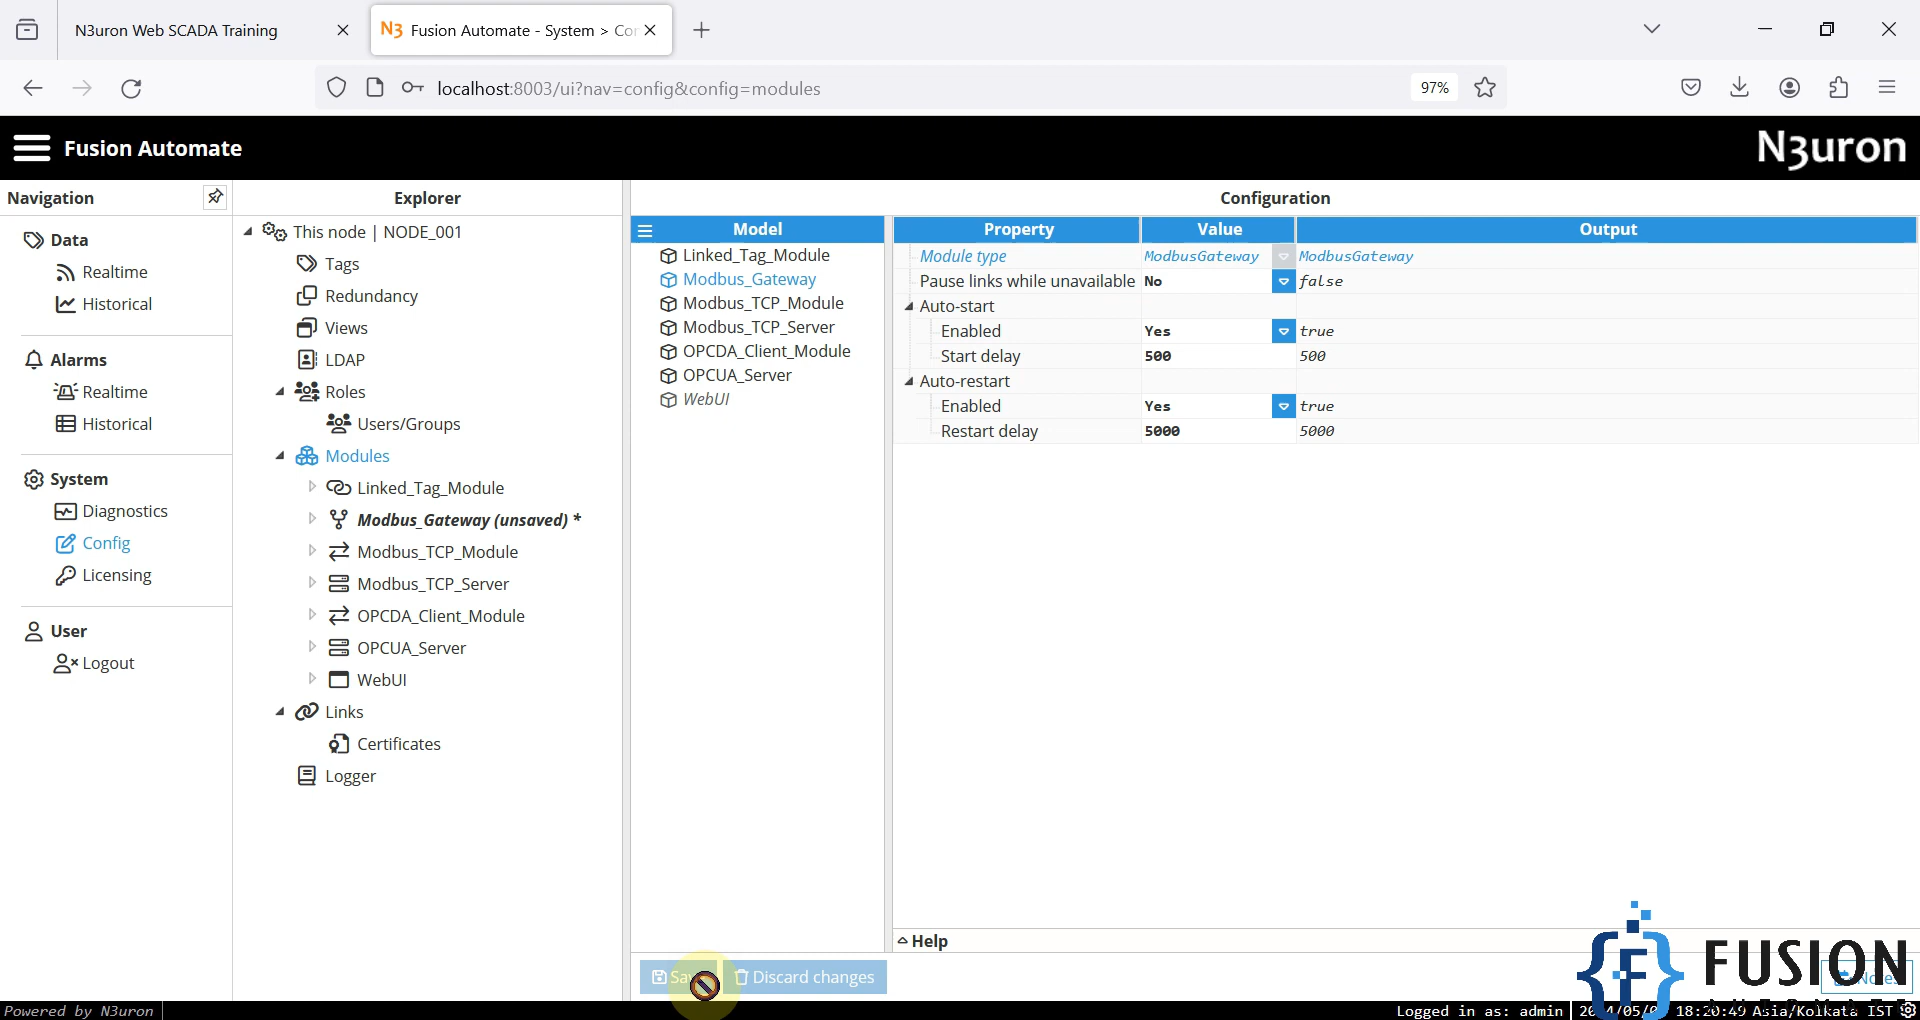 N3uron Web SCADA Training
N3 Fusion Automate - System > Co
localhost:8003/ui?nav=config&config=modules
97%
Fusion Automate
N3uron
Navigation
Explorer
Configuration
Data
Realtime
Historical
Alarms
Realtime
Historical
System
Diagnostics
Config
Licensing
User
Logout
This node | NODE_001
Tags
Redundancy
Views
LDAP
Roles
Users/Groups
Modules
Linked_Tag_Module
Modbus_Gateway (unsaved) *
Modbus_TCP_Module
Modbus_TCP_Server
OPCDA_Client_Module
OPCUA_Server
WebUI
Links
Certificates
Logger
Model
Linked_Tag_Module
Modbus_Gateway
Modbus_TCP_Module
Modbus_TCP_Server
OPCDA_Client_Module
OPCUA_Server
WebUI
Property Value Output
Module type ModbusGateway ModbusGateway
Pause links while unavailable No false
Auto-start
Enabled Yes true
Start delay 500 500
Auto-restart
Enabled Yes true
Restart delay 5000 5000
Help
Discard changes
FUSION
Powered by N3uron
Logged in as: admin
18:20:49 Asia/Kolkata IST